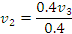 v₂ = 0.4v₃ / 0.4